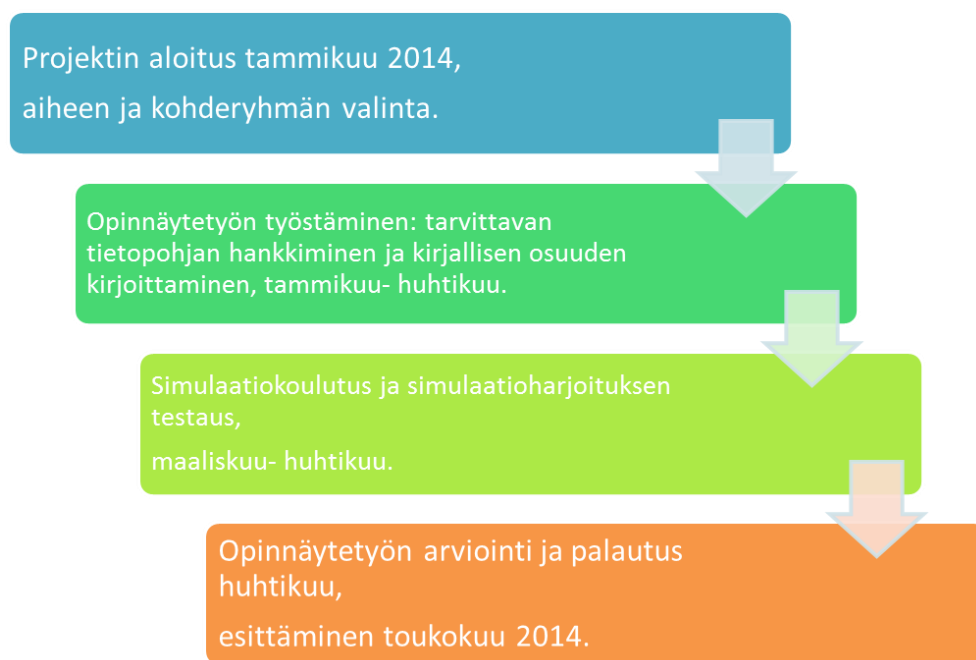 Projektin aloitus tammikuu 2014,
aiheen ja kohderyhmän valinta.
Opinnäytetyön työstäminen: tarvittavan
tietopohjan hankkiminen ja kirjallisen osuuden
kirjoittaminen, tammikuu- huhtikuu.
Simulaatiokoulutus ja simulaatioharjoituksen
testaus,
maaliskuu- huhtikuu.
Opinnäytetyön arviointi ja palautus
huhtikuu,
esittäminen toukokuu 2014.